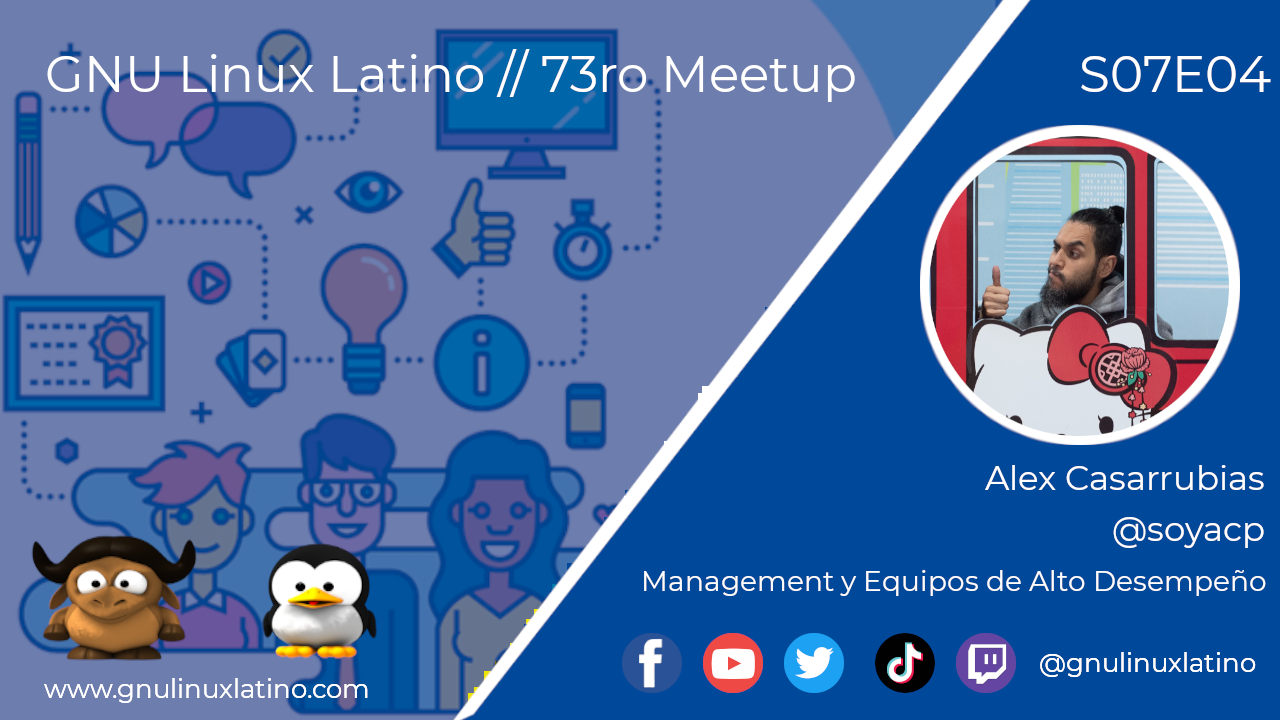 GNU Linux Latino // 73ro Meetup
S07E04
Alex Casarrubias
@soyacp
Management y Equipos de Alto Desempeño
@gnulinuxlatino
www.gnulinuxlatino.com